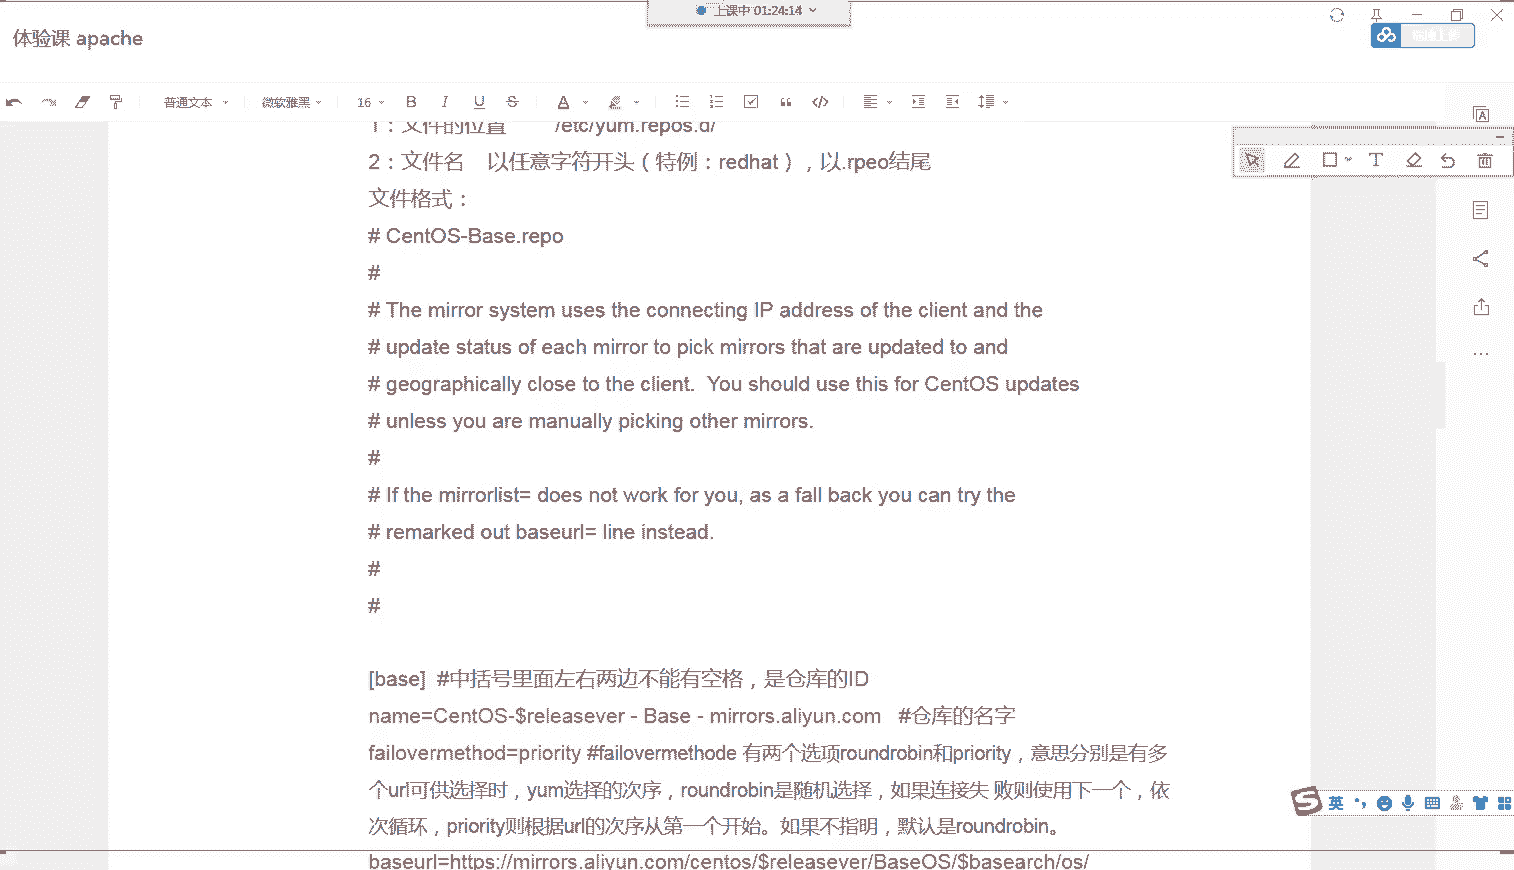 上课中 01:24:14
体验课 apache
普通文本 微软雅黑 16 B I U S A
1：文件的位置 /etc/yum.repos.d/
2：文件名 以任意字符开头（特例：redhat），以.rpeo结尾
文件格式：
# CentOS-Base.repo
#
# The mirror system uses the connecting IP address of the client and the
# update status of each mirror to pick mirrors that are updated to and
# geographically close to the client. You should use this for CentOS updates
# unless you are manually picking other mirrors.
#
# If the mirrorlist= does not work for you, as a fall back you can try the
# remarked out baseurl= line instead.
#
#
[base] #中括号里面左右两边不能有空格，是仓库的ID
name=CentOS-$releasever - Base - mirrors.aliyun.com #仓库的名字
failovermethod=priority #failovermethode 有两个选项roundrobin和priority，意思分别是有多
个url可供选择时，yum选择的次序，roundrobin是随机选择，如果连接失 败则使用下一个，依
次循环，priority则根据url的次序从第一个开始。如果不指明，默认是roundrobin。
baseurl=https://mirrors.aliyun.com/centos/$releasever/BaseOS/$basearch/os/
英